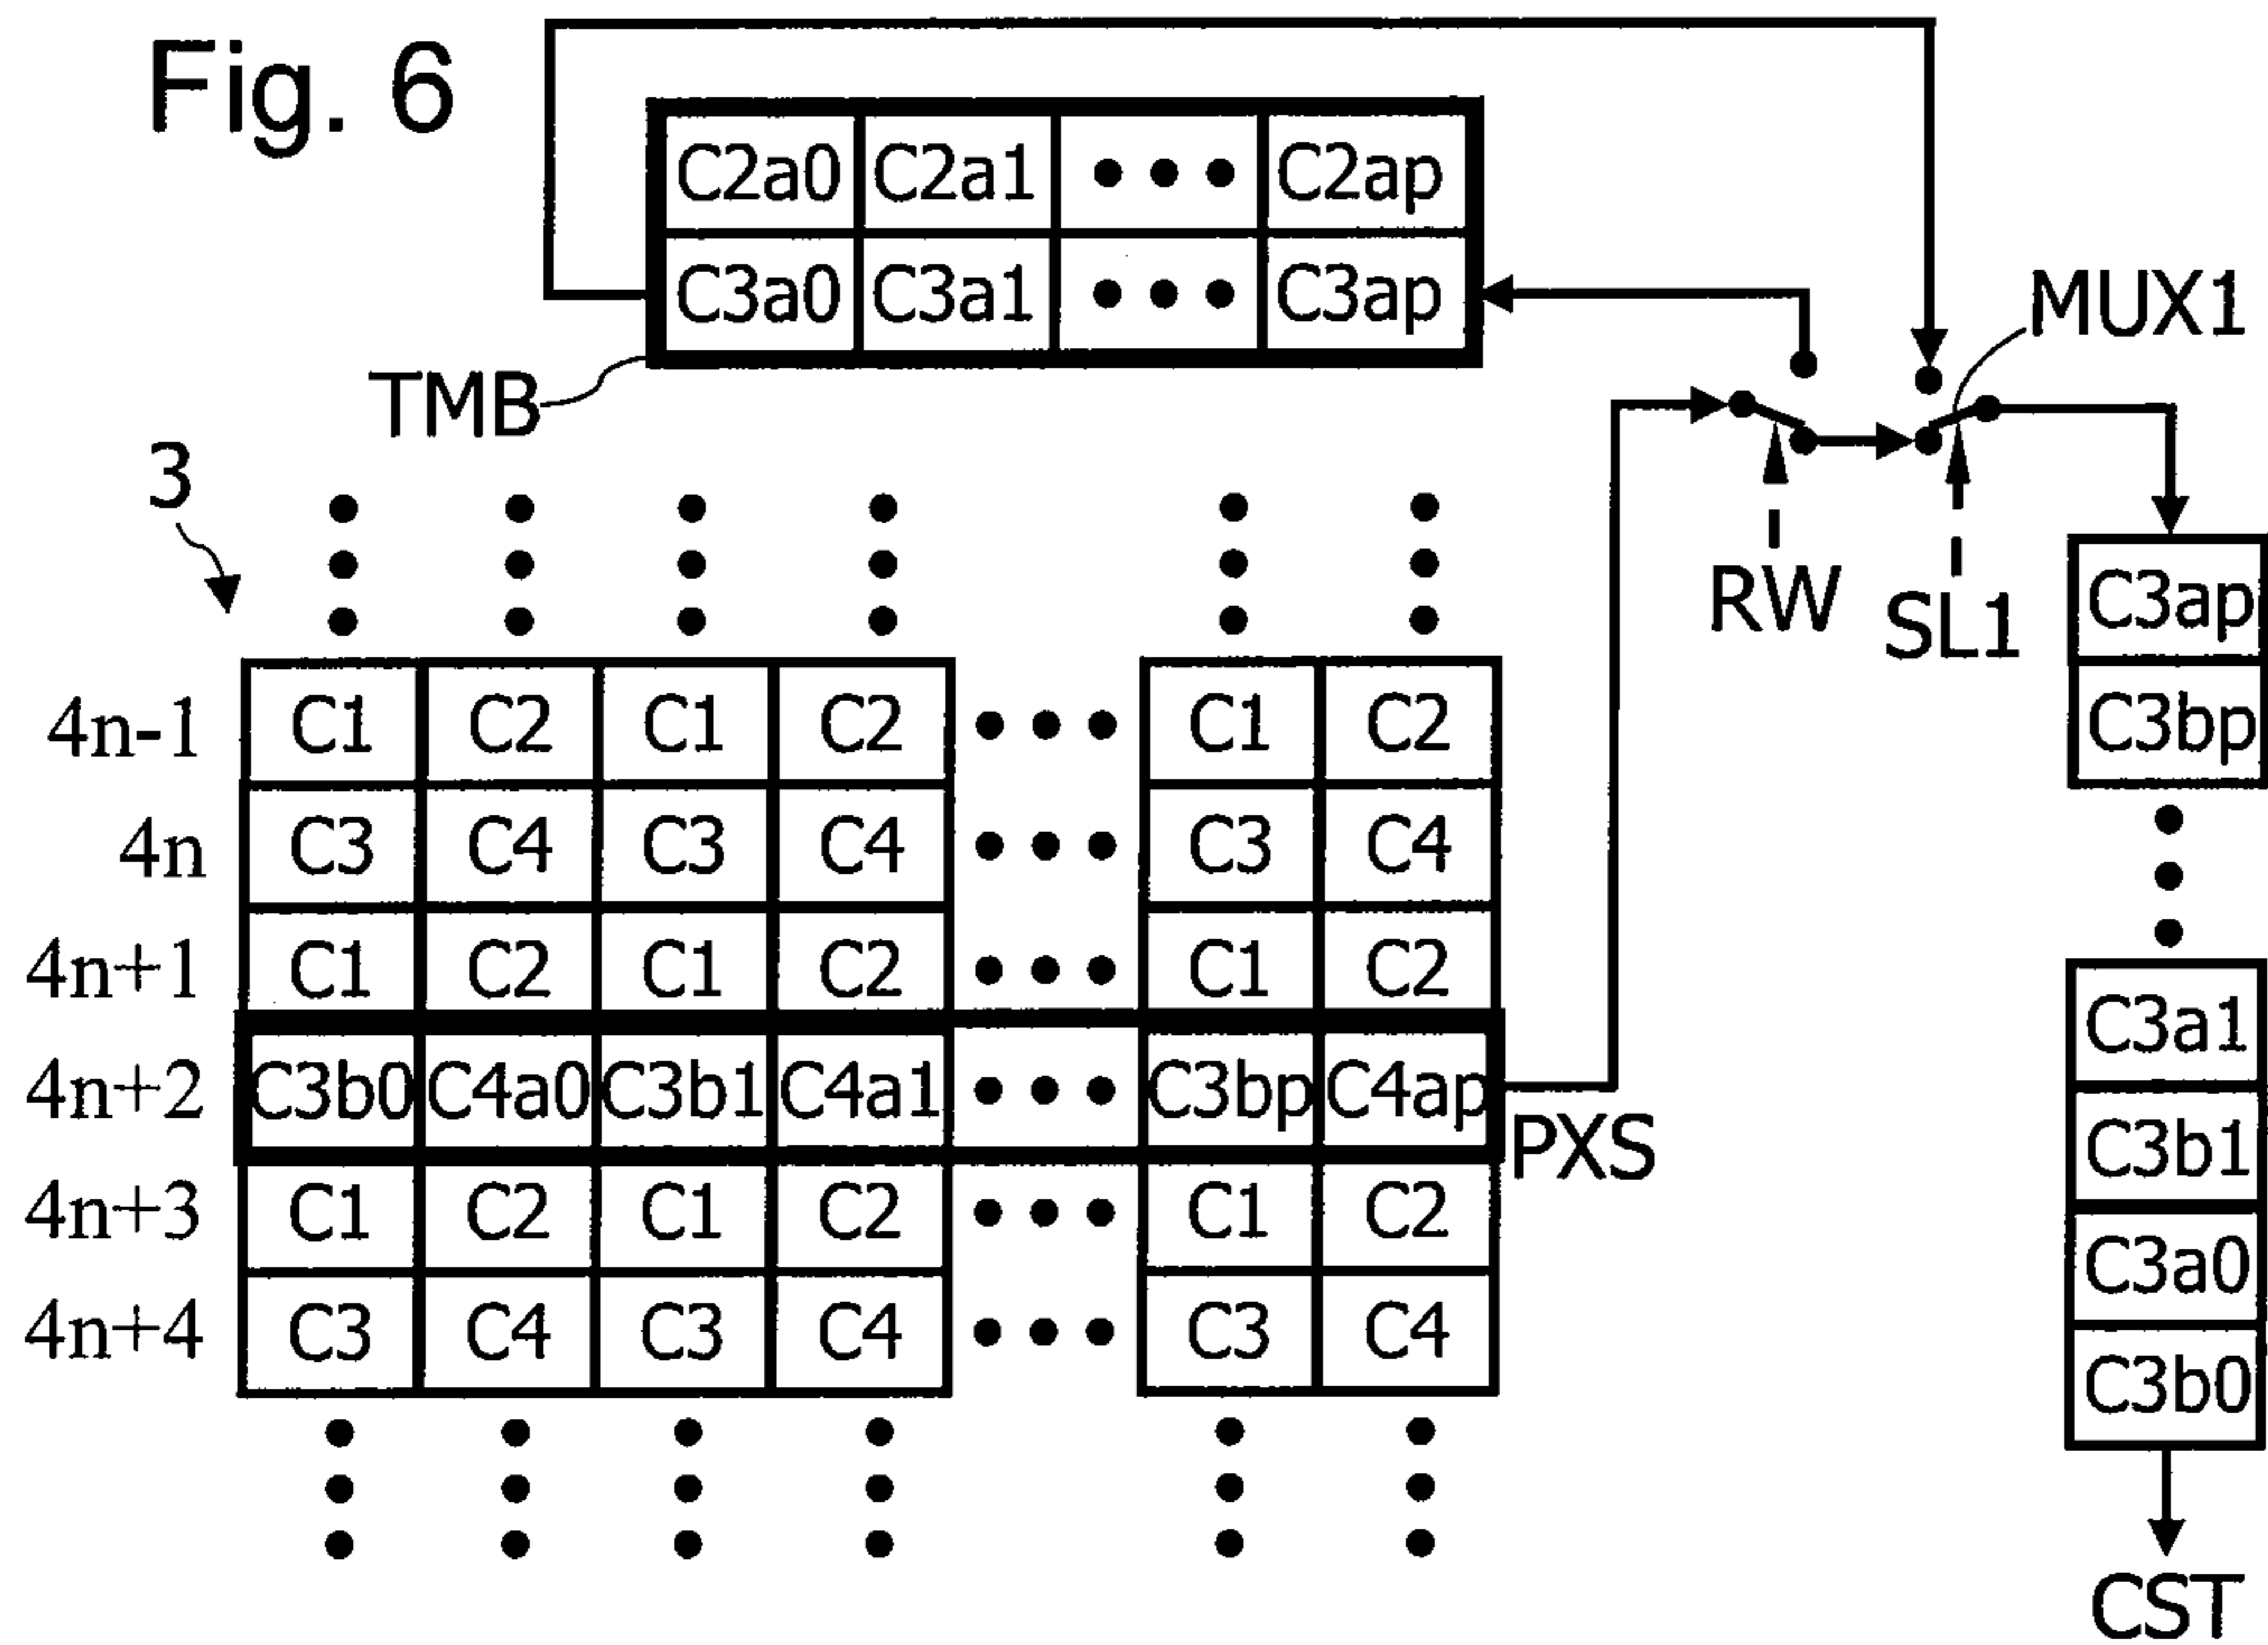 Fig. 6
C2a0 C2a1 ••• C2ap
C3a0 C3a1 ••• C3ap
MUX1
TMB
3
RW
SL1
C3ap
C3bp
4n-1 C1 C2 C1 C2 ••• C1 C2
4n C3 C4 C3 C4 ••• C3 C4
4n+1 C1 C2 C1 C2 ••• C1 C2
4n+2 C3b0 C4a0 C3b1 C4a1 ••• C3bp C4ap
PXS
4n+3 C1 C2 C1 C2 ••• C1 C2
4n+4 C3 C4 C3 C4 ••• C3 C4
C3a1
C3b1
C3a0
C3b0
CST